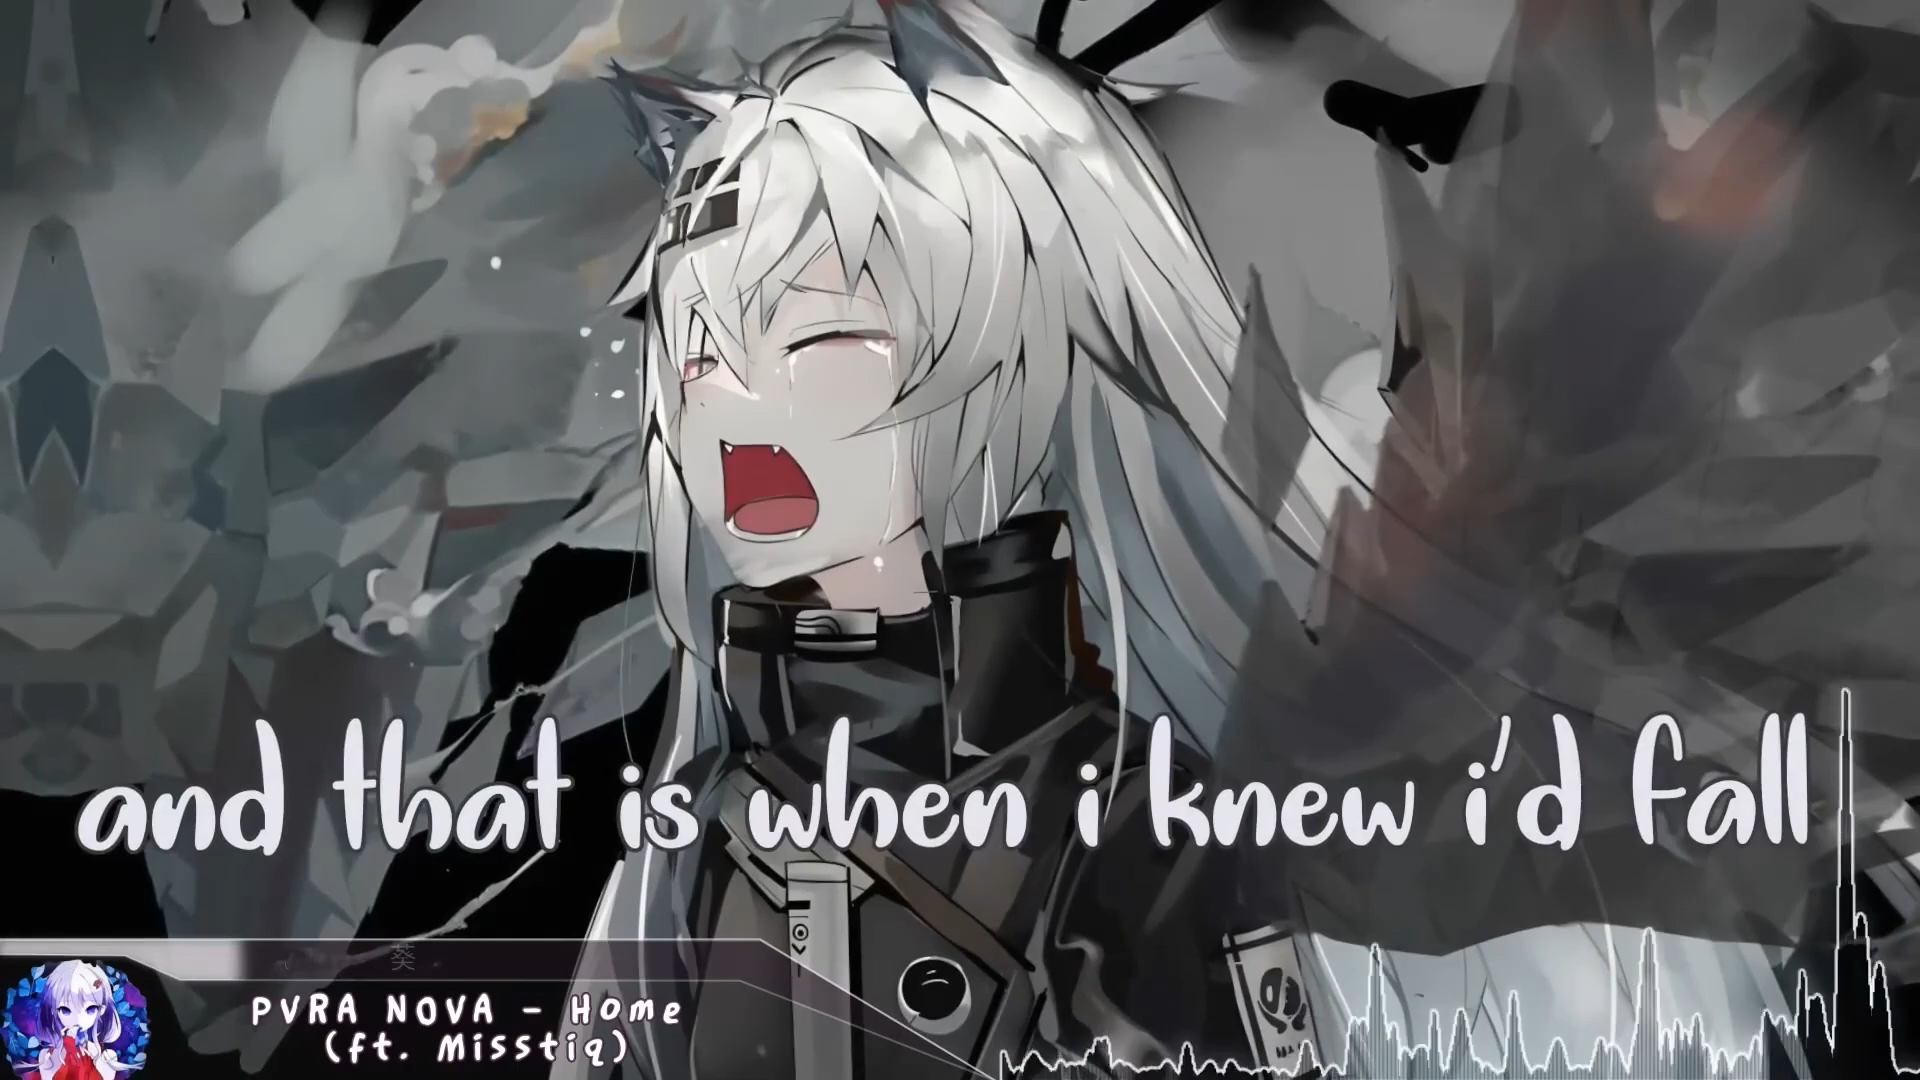 and that is when i knew i'd fall
葵
PVRA NOVA - Home
(ft. Misstiq)